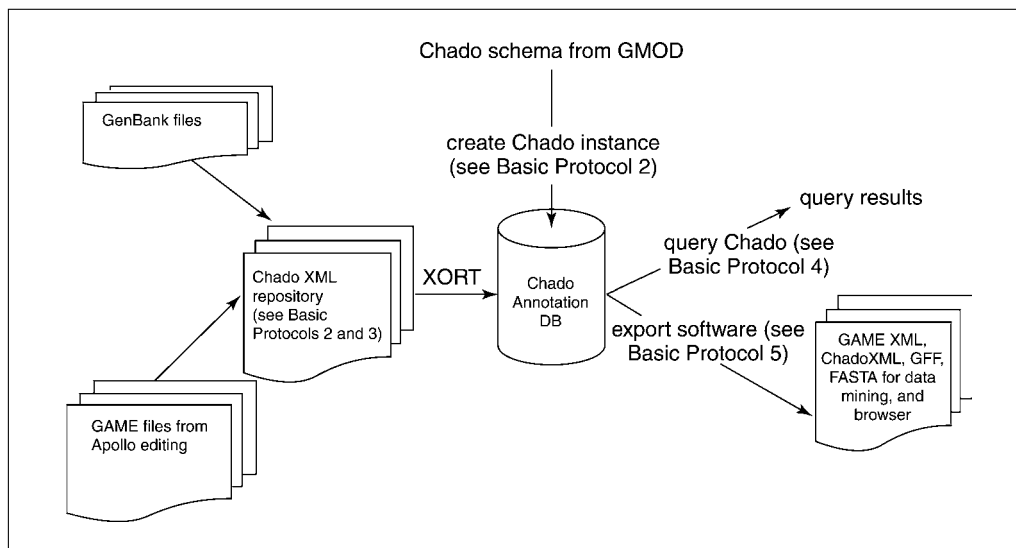 Chado schema from GMOD
GenBank files
create Chado instance
(see Basic Protocol 2)
query results
query Chado (see
Basic Protocol 4)
XORT
Chado XML
repository
(see Basic
Protocols 2 and 3)
Chado
Annotation
DB
export software (see
Basic Protocol 5)
GAME XML,
ChadoXML, GFF,
FASTA for data
mining, and
browser
GAME files from
Apollo editing